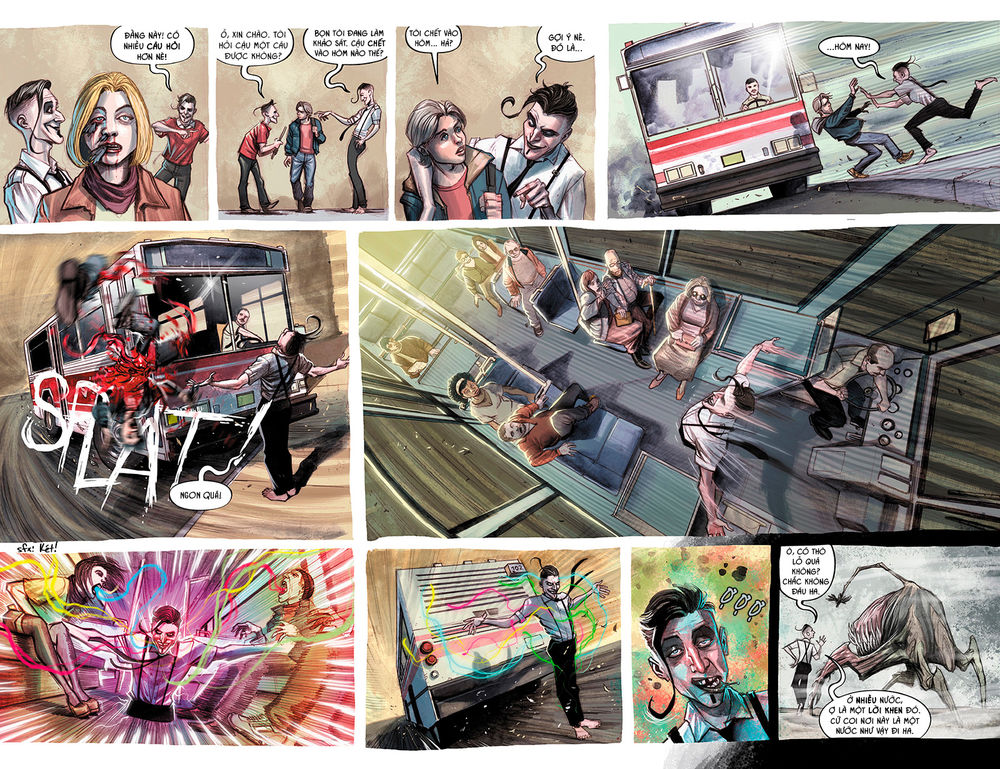 ĐẰNG NÀY! CÓ
NHIỀU CÂU HỎI
HƠN NÈ!
Ồ, XIN CHÀO. TÔI
HỎI CẬU MỘT CÂU
ĐƯỢC KHÔNG?
BỌN TÔI ĐANG LÀM
KHẢO SÁT. CẬU CHẾT
VÀO HÔM NÀO THẾ?
TÔI CHẾT VÀO
HÔM... HẢ?
GỢI Ý NÈ.
ĐÓ LÀ...
...HÔM NAY!
SPLAT!
NGON QUÁ!
sfx: Két!
102
Ợ Ợ Ợ
Ồ, CÓ THÔ
LỖ QUÁ
KHÔNG?
CHẮC KHÔNG
ĐÂU HA.
Ở NHIỀU NƯỚC,
Ợ LÀ MỘT LỜI KHEN ĐÓ.
CỨ COI NƠI NÀY LÀ MỘT
NƯỚC NHƯ VẬY ĐI HA.